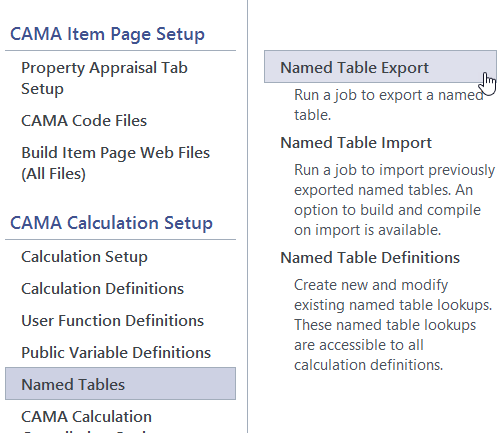 CAMA Item Page Setup
Property Appraisal Tab
Setup
CAMA Code Files
Build Item Page Web Files
(All Files)
CAMA Calculation Setup
Calculation Setup
Calculation Definitions
User Function Definitions
Public Variable Definitions
Named Tables
CAMA Calculation
Named Table Export
Run a job to export a named
table.
Named Table Import
Run a job to import previously
exported named tables. An
option to build and compile
on import is available.
Named Table Definitions
Create new and modify
existing named table lookups.
These named table lookups
are accessible to all
calculation definitions.